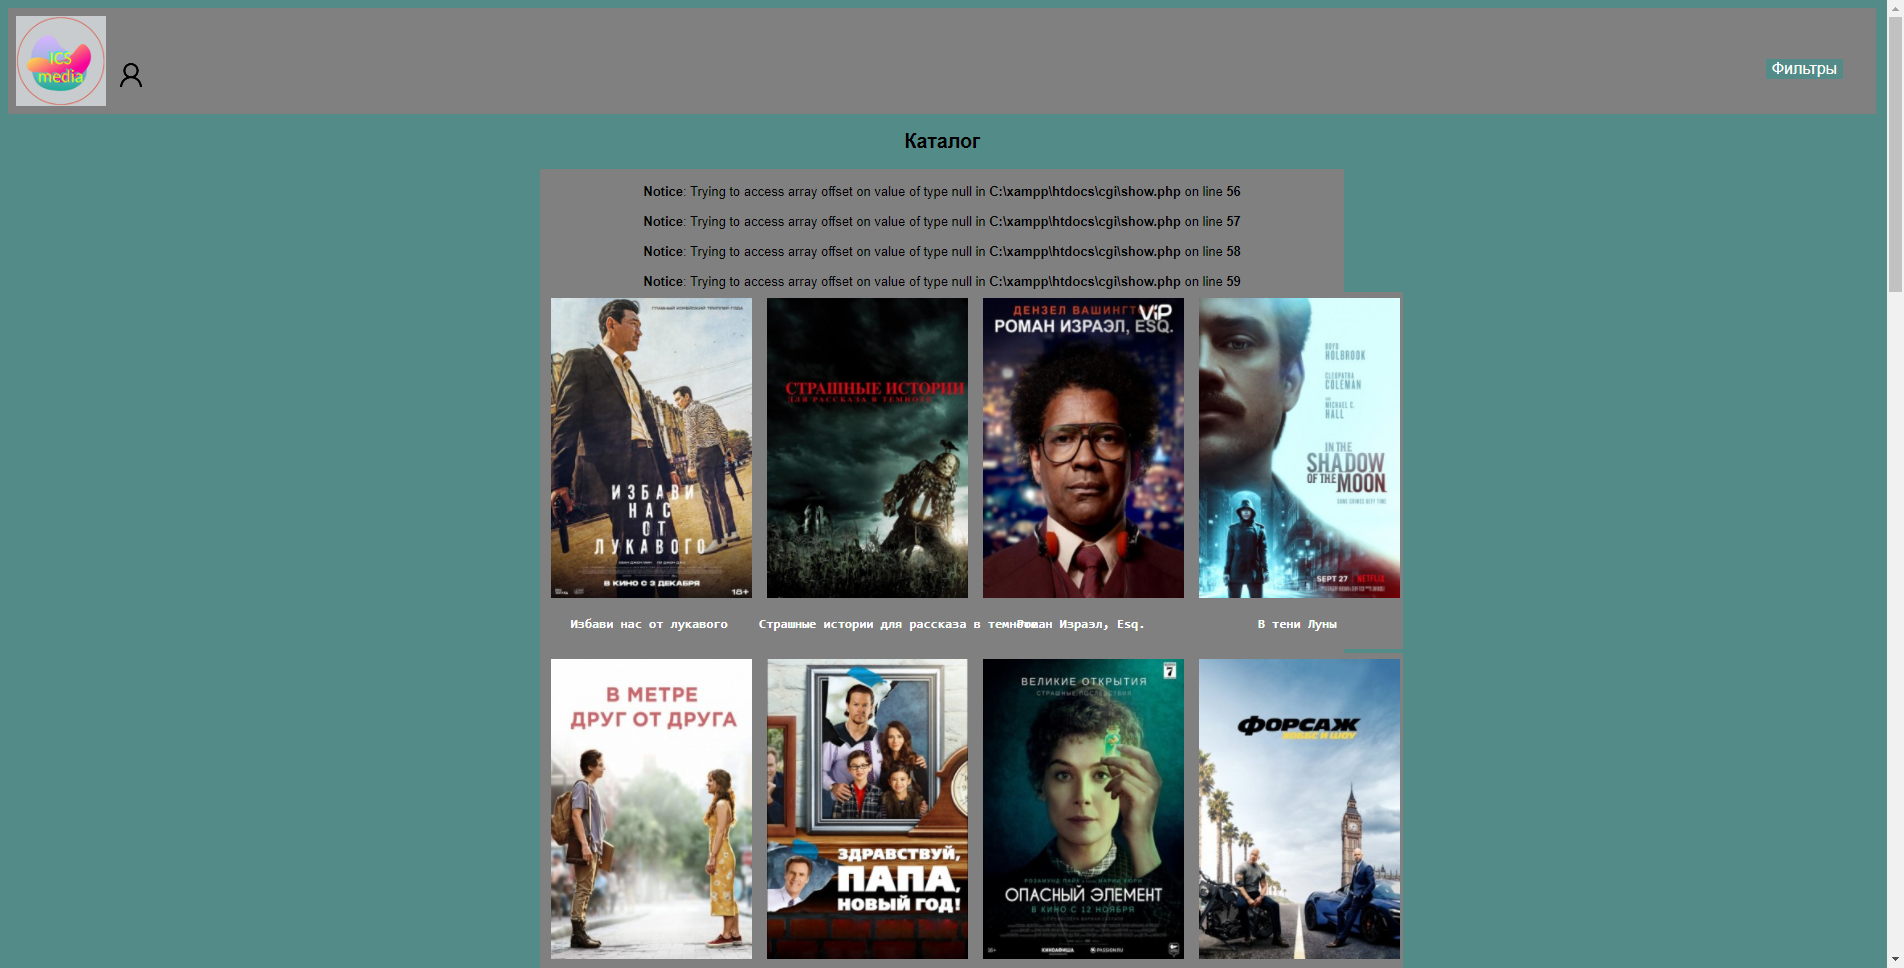 ICS
media
Фильтры
Каталог
Notice: Trying to access array offset on value of type null in C:\xampp\htdocs\cgi\show.php on line 56
Notice: Trying to access array offset on value of type null in C:\xampp\htdocs\cgi\show.php on line 57
Notice: Trying to access array offset on value of type null in C:\xampp\htdocs\cgi\show.php on line 58
Notice: Trying to access array offset on value of type null in C:\xampp\htdocs\cgi\show.php on line 59
ИЗБАВИ
НАС
ОТ
ЛУКАВОГО
В КИНО С 3 ДЕКАБРЯ
18+
СТРАШНЫЕ ИСТОРИИ
ДЛЯ РАССКАЗА В ТЕМНОТЕ
ДЕНЗЕЛ ВАШИНГТО
ViP
РОМАН ИЗРАЭЛ, ESQ.
BOYD
HOLBROOK
CLEOPATRA
COLEMAN
MICHAEL C.
HALL
IN THE
SHADOW
OF THE MOON
SEPT 27 | NETFLIX
Избави нас от лукавого
Страшные истории для рассказа в темноте
Роман Израэл, Esq.
В тени Луны
В МЕТРЕ
ДРУГ ОТ ДРУГА
ЗДРАВСТВУЙ,
ПАПА,
НОВЫЙ ГОД!
7
ВЕЛИКИЕ ОТКРЫТИЯ
СТРАШНЫЕ ПОСЛЕДСТВИЯ
ОПАСНЫЙ ЭЛЕМЕНТ
В КИНО С 12 НОЯБРЯ
ФОРСАЖ
ХОББС И ШОУ